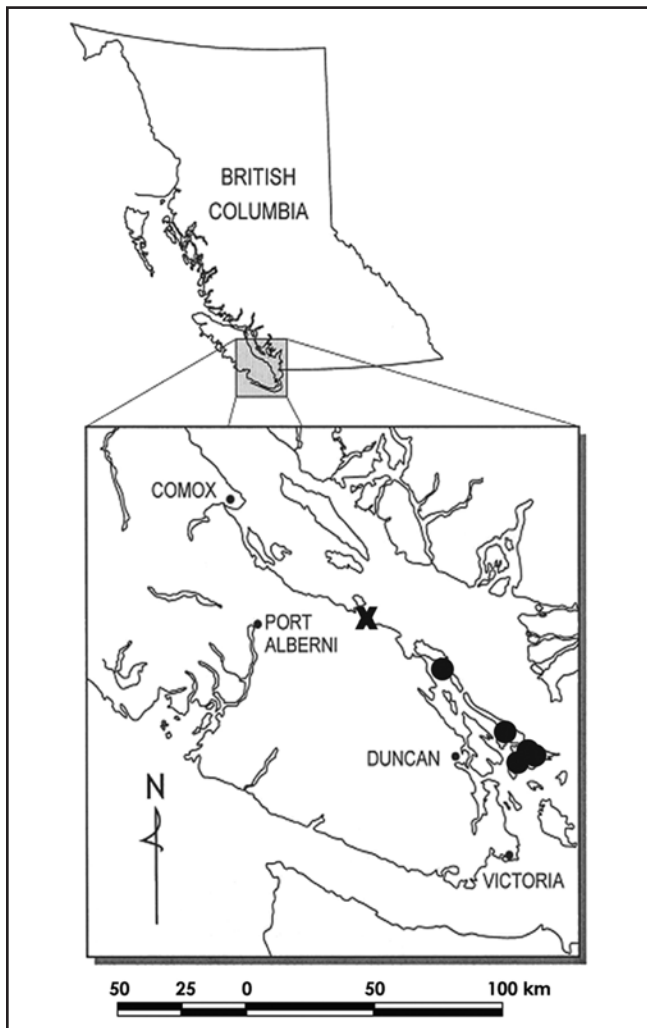 BRITISH
COLUMBIA
COMOX
X
PORT
ALBERNI
DUNCAN
N
VICTORIA
50 25 0 50 100 km